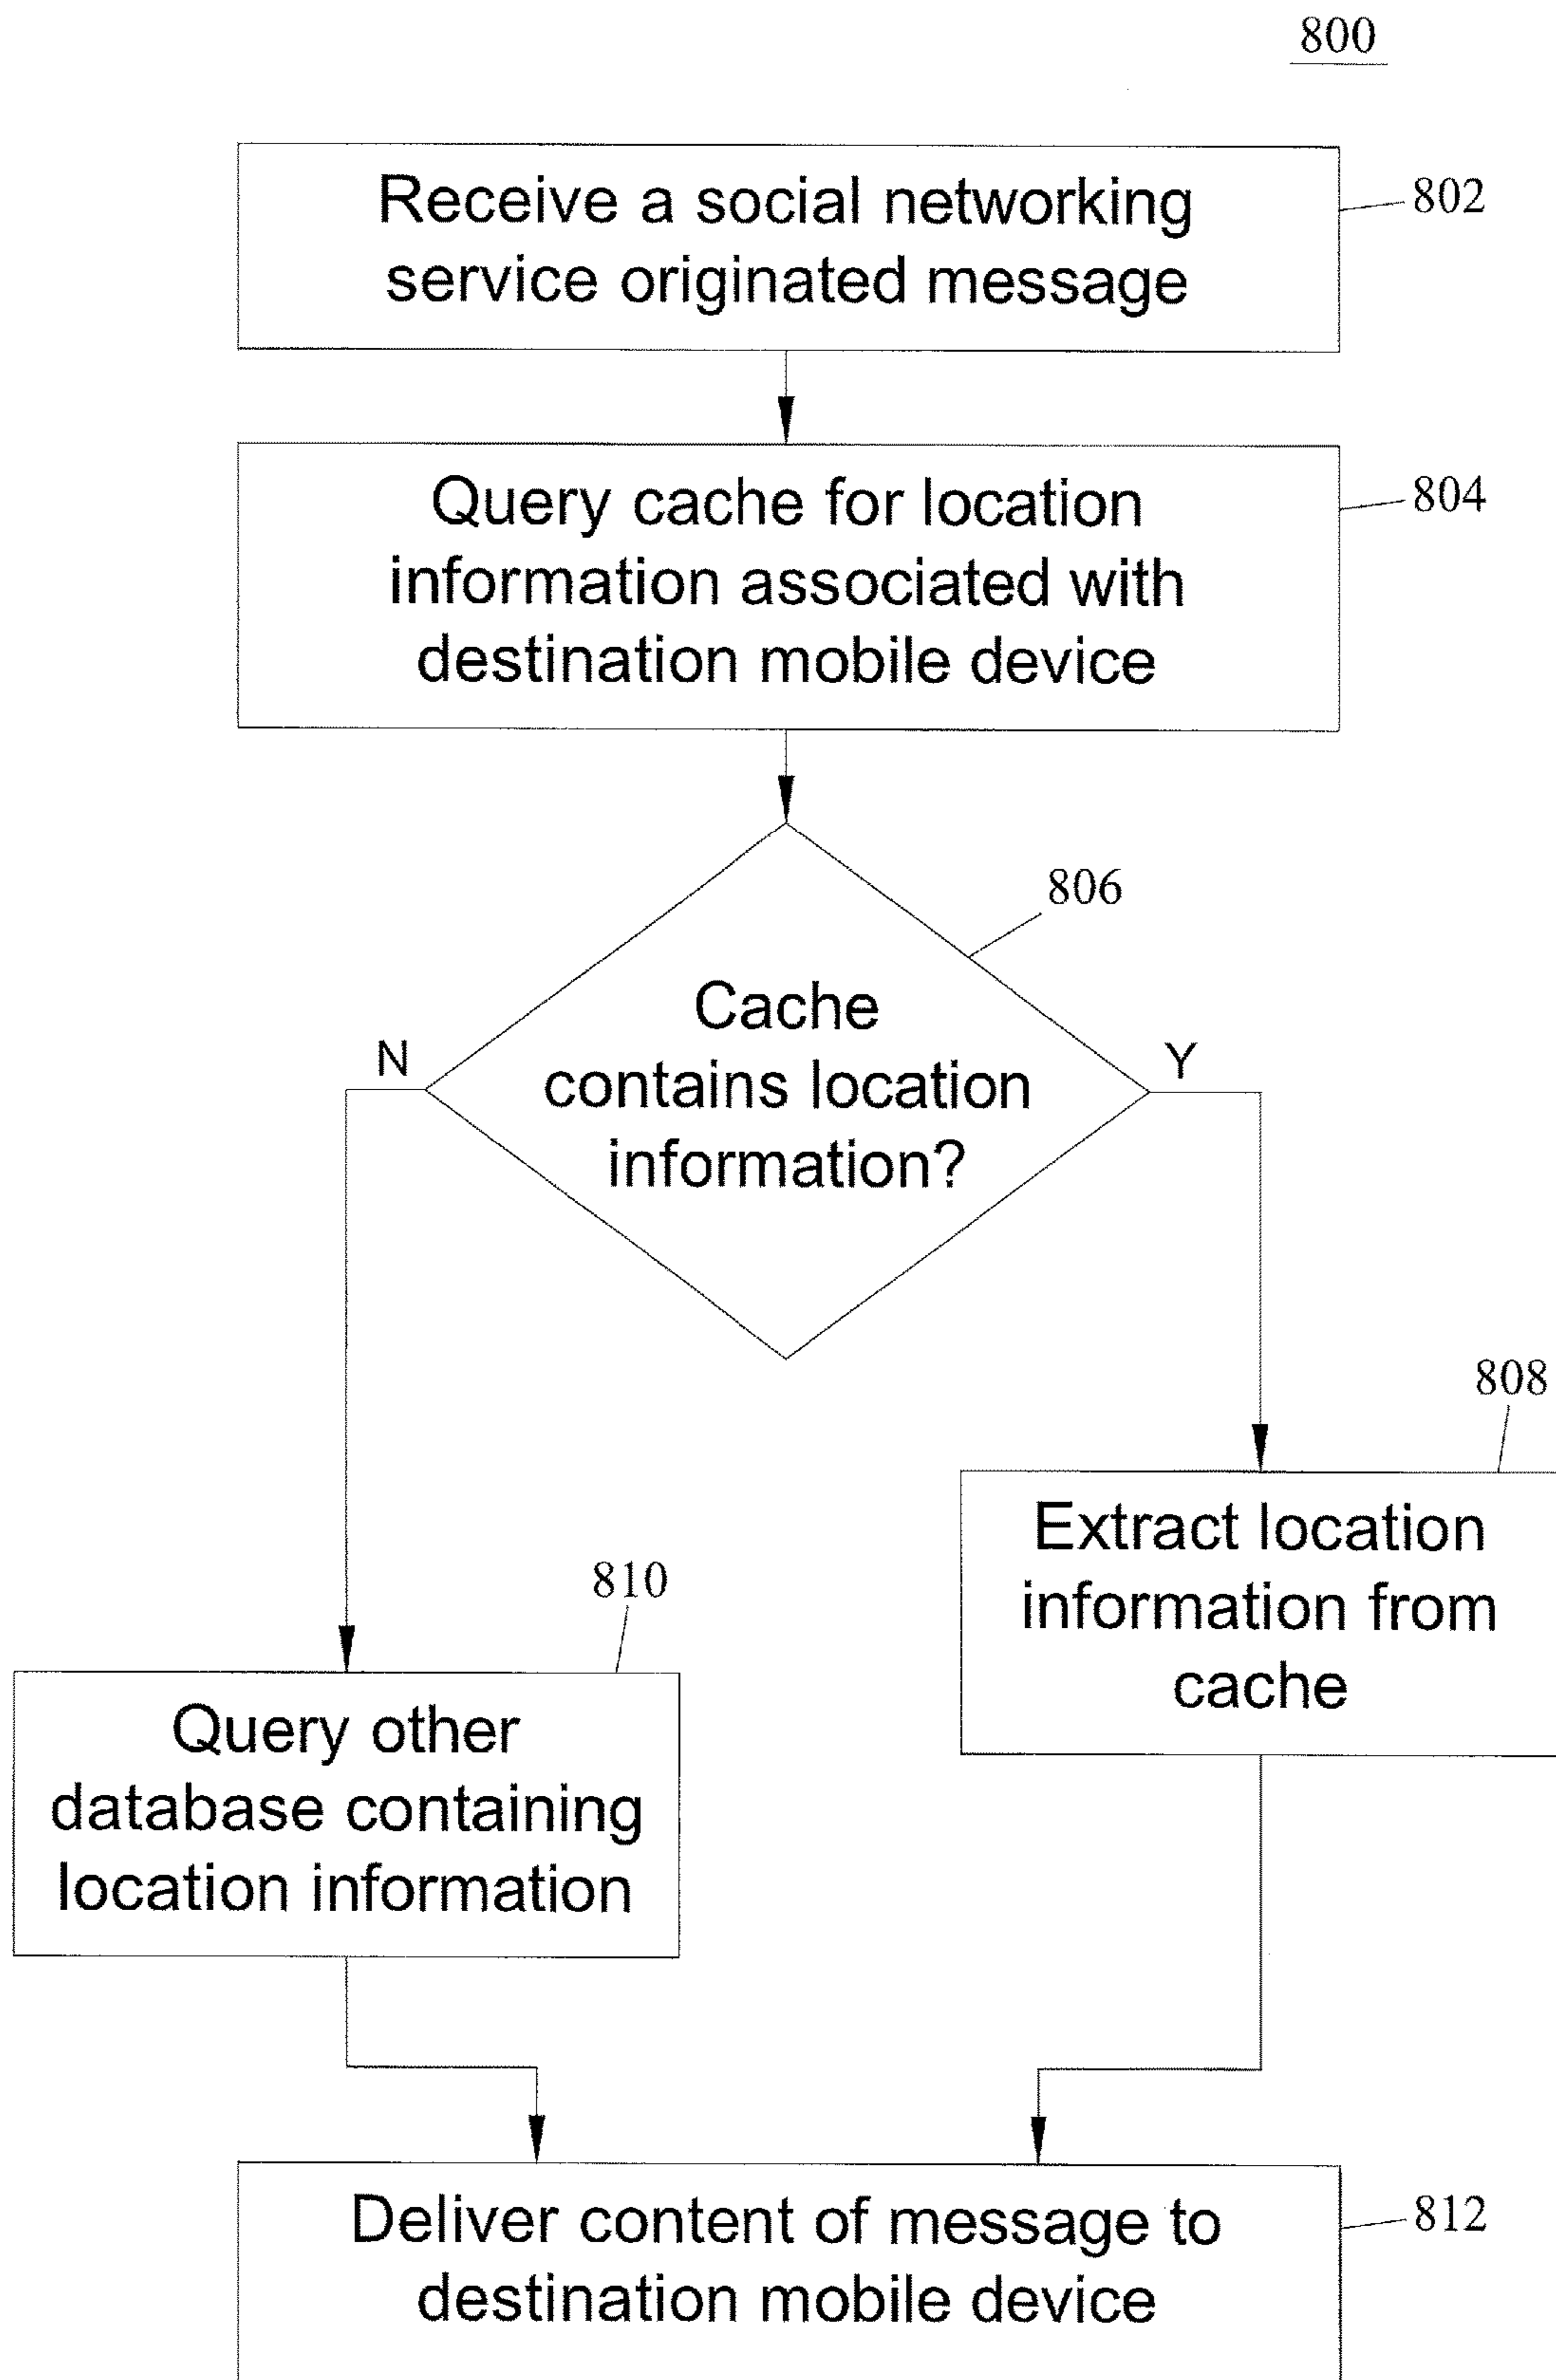 800
Receive a social networking
service originated message
802
Query cache for location
information associated with
destination mobile device
804
806
Cache
contains location
information?
N
Y
808
Extract location
information from
cache
810
Query other
database containing
location information
Deliver content of message to
destination mobile device
812